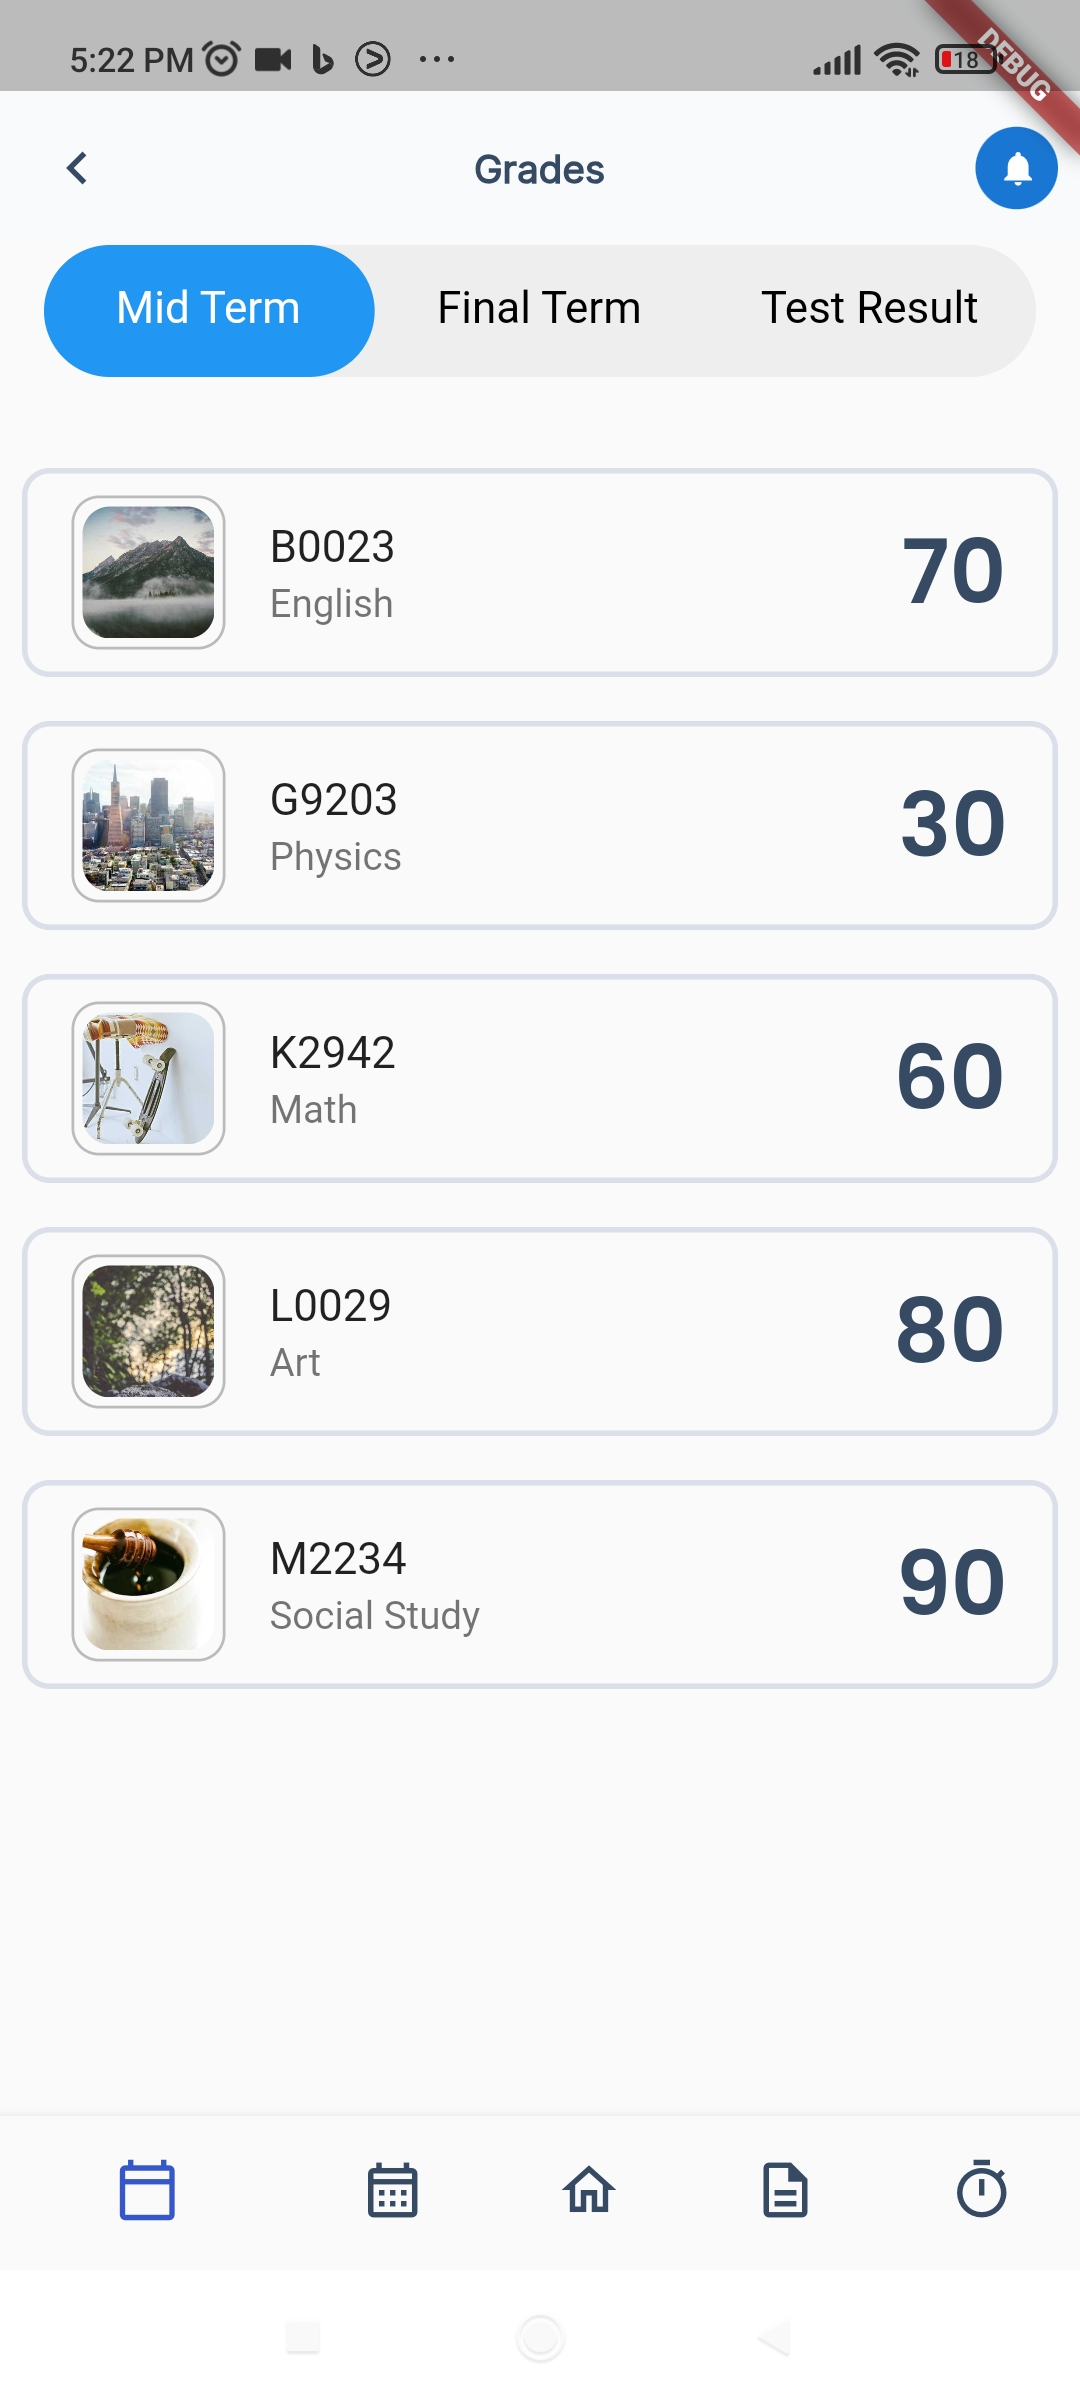 5:22 PM
18
DEBUG
Grades
Mid Term
Final Term
Test Result
B0023
English
70
G9203
Physics
30
K2942
Math
60
L0029
Art
80
M2234
Social Study
90